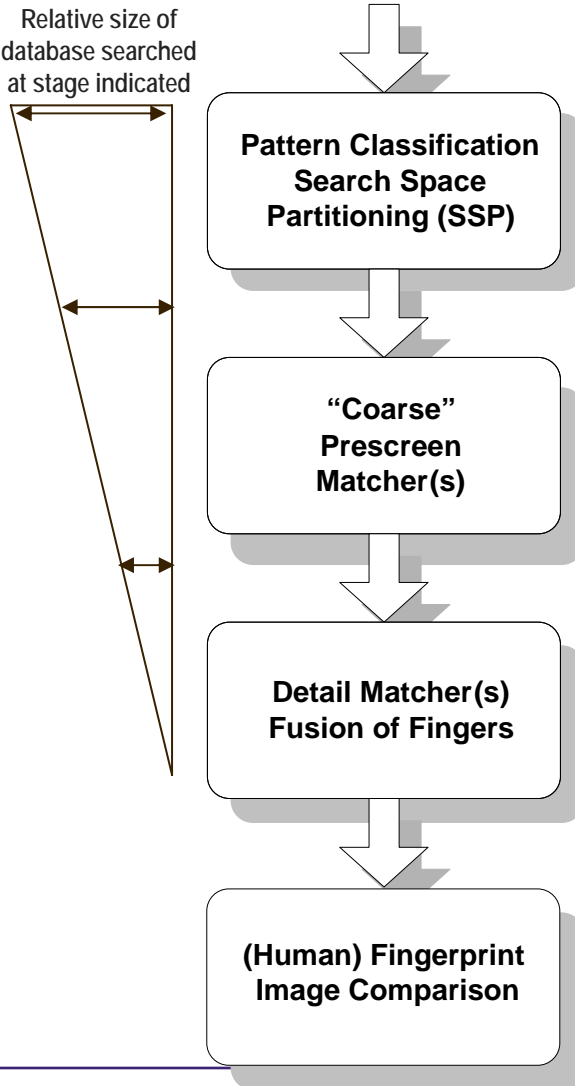 Relative size of
database searched
at stage indicated
Pattern Classification
Search Space
Partitioning (SSP)
“Coarse”
Prescreen
Matcher(s)
Detail Matcher(s)
Fusion of Fingers
(Human) Fingerprint
Image Comparison